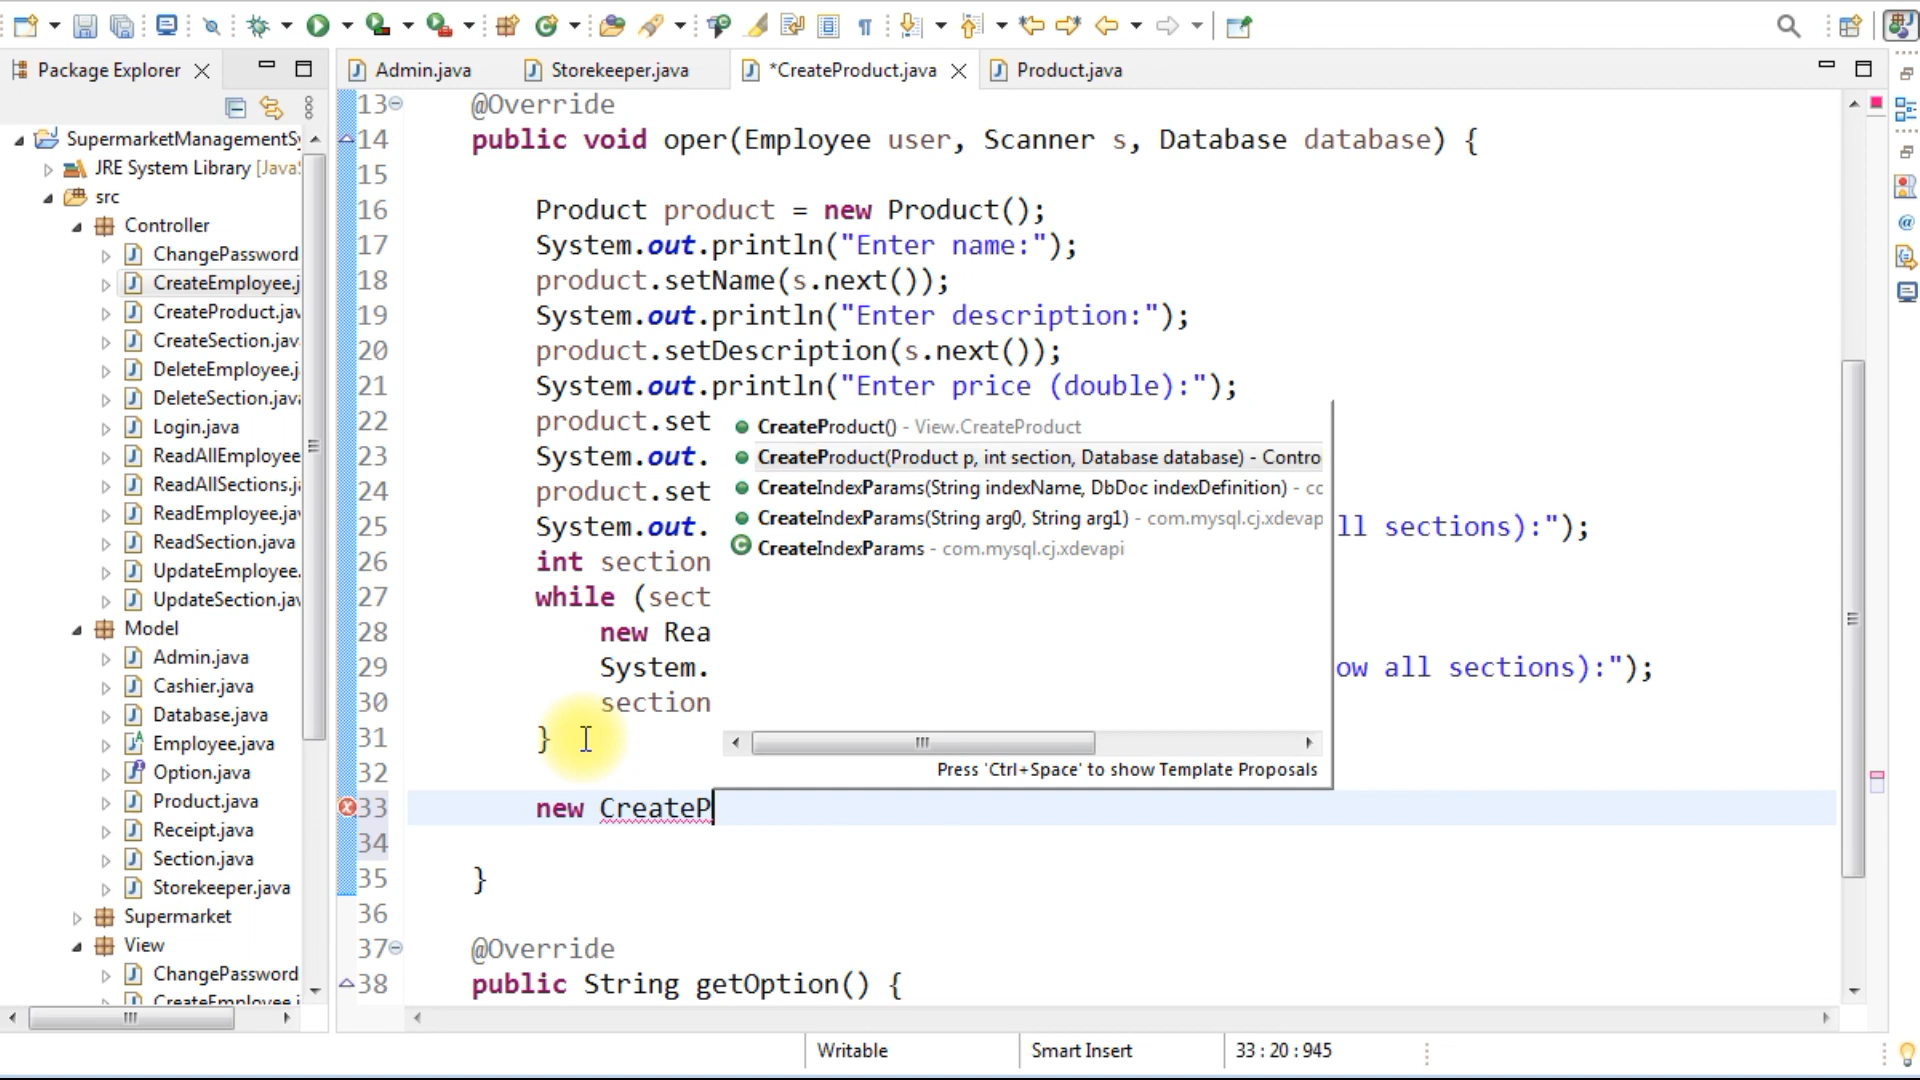 Package Explorer
Admin.java
Storekeeper.java
*CreateProduct.java
Product.java
SupermarketManagementSy
JRE System Library [Java
src
Controller
ChangePassword
CreateEmployee.j
CreateProduct.jav
CreateSection.jav
DeleteEmployee.j
DeleteSection.java
Login.java
ReadAllEmployee
ReadAllSections.j
ReadEmployee.jav
ReadSection.java
UpdateEmployee.
UpdateSection.jav
Model
Admin.java
Cashier.java
Database.java
Employee.java
Option.java
Product.java
Receipt.java
Section.java
Storekeeper.java
Supermarket
View
ChangePassword
CreateEmployee.j
13 @Override
14 public void oper(Employee user, Scanner s, Database database) {
15
16 Product product = new Product();
17 System.out.println("Enter name:");
18 product.setName(s.next());
19 System.out.println("Enter description:");
20 product.setDescription(s.next());
21 System.out.println("Enter price (double):");
22 product.set
23 System.out.
24 product.set
25 System.out. ll sections):");
26 int section
27 while (sect
28 new Rea
29 System. ow all sections):");
30 section
31 }
32
33 new CreateP
34
35 }
36
37 @Override
38 public String getOption() {
CreateProduct() - View.CreateProduct
CreateProduct(Product p, int section, Database database) - Contro
CreateIndexParams(String indexName, DbDoc indexDefinition) - cc
CreateIndexParams(String arg0, String arg1) - com.mysql.cj.xdevap
CreateIndexParams - com.mysql.cj.xdevapi
Press 'Ctrl+Space' to show Template Proposals
Writable
Smart Insert
33 : 20 : 945